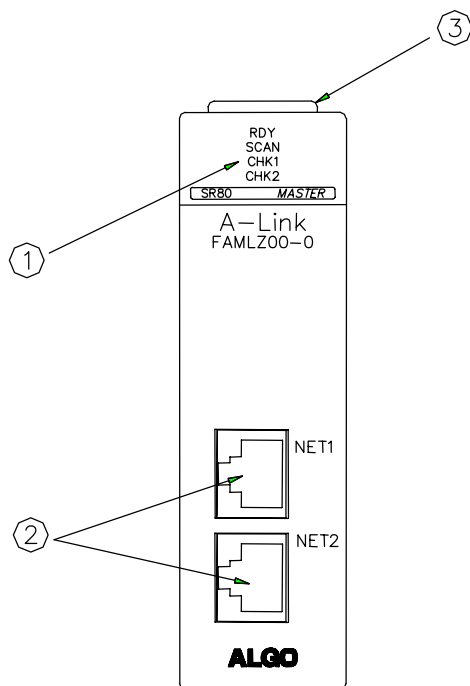 3
RDY
SCAN
CHK1
CHK2
SR80 MASTER
A-Link
FAMLZ00-0
1
NET1
2
NET2
ALGO